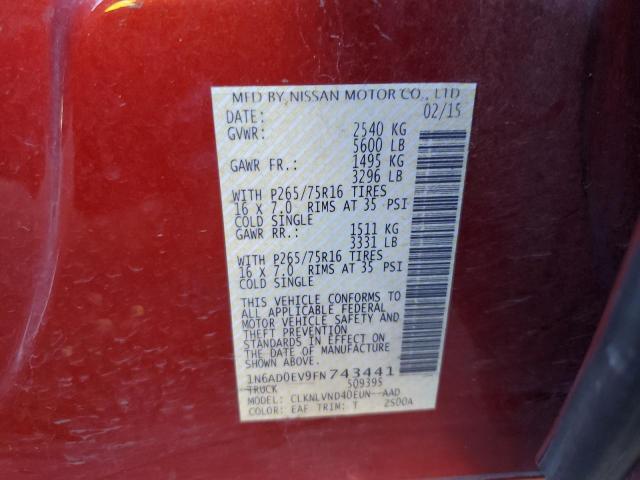 MFD BY NISSAN MOTOR CO., LTD
DATE: 02/15
GVWR: 2540 KG
5600 LB
GAWR FR.: 1495 KG
3296 LB
WITH P265/75R16 TIRES
16 X 7.0 RIMS AT 35 PSI
COLD SINGLE
GAWR RR.: 1511 KG
3331 LB
WITH P265/75R16 TIRES
16 X 7.0 RIMS AT 35 PSI
COLD SINGLE
THIS VEHICLE CONFORMS TO
ALL APPLICABLE FEDERAL
MOTOR VEHICLE SAFETY AND
THEFT PREVENTION
STANDARDS IN EFFECT ON
THE DATE OF MANUFACTURE
SHOWN ABOVE.
1N6AD0EV9FN743441
TRUCK 509395
MODEL: CLKNLVND40EUN--AAD
COLOR: EAF TRIM: T 2S00A